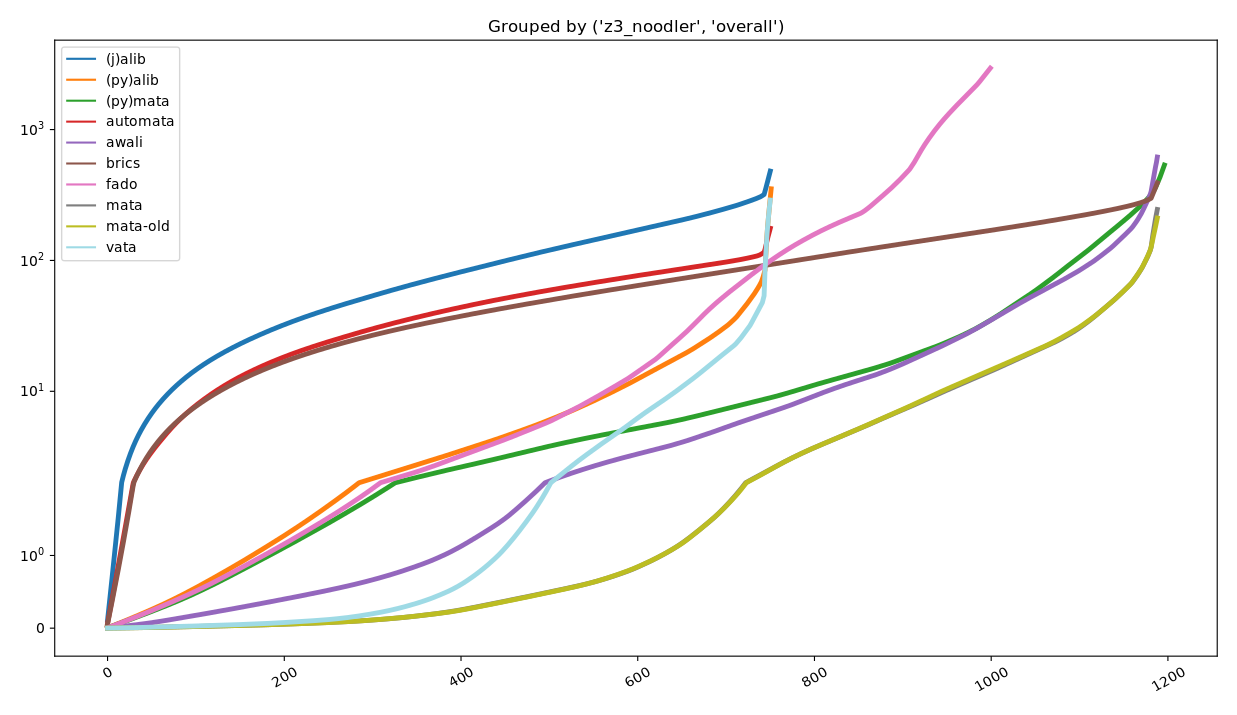 Grouped by ('z3_noodler', 'overall')
(j)alib
(py)alib
(py)mata
automata
awali
brics
fado
mata
mata-old
vata
10³
10²
10¹
10⁰
0
0
200
400
600
800
1000
1200